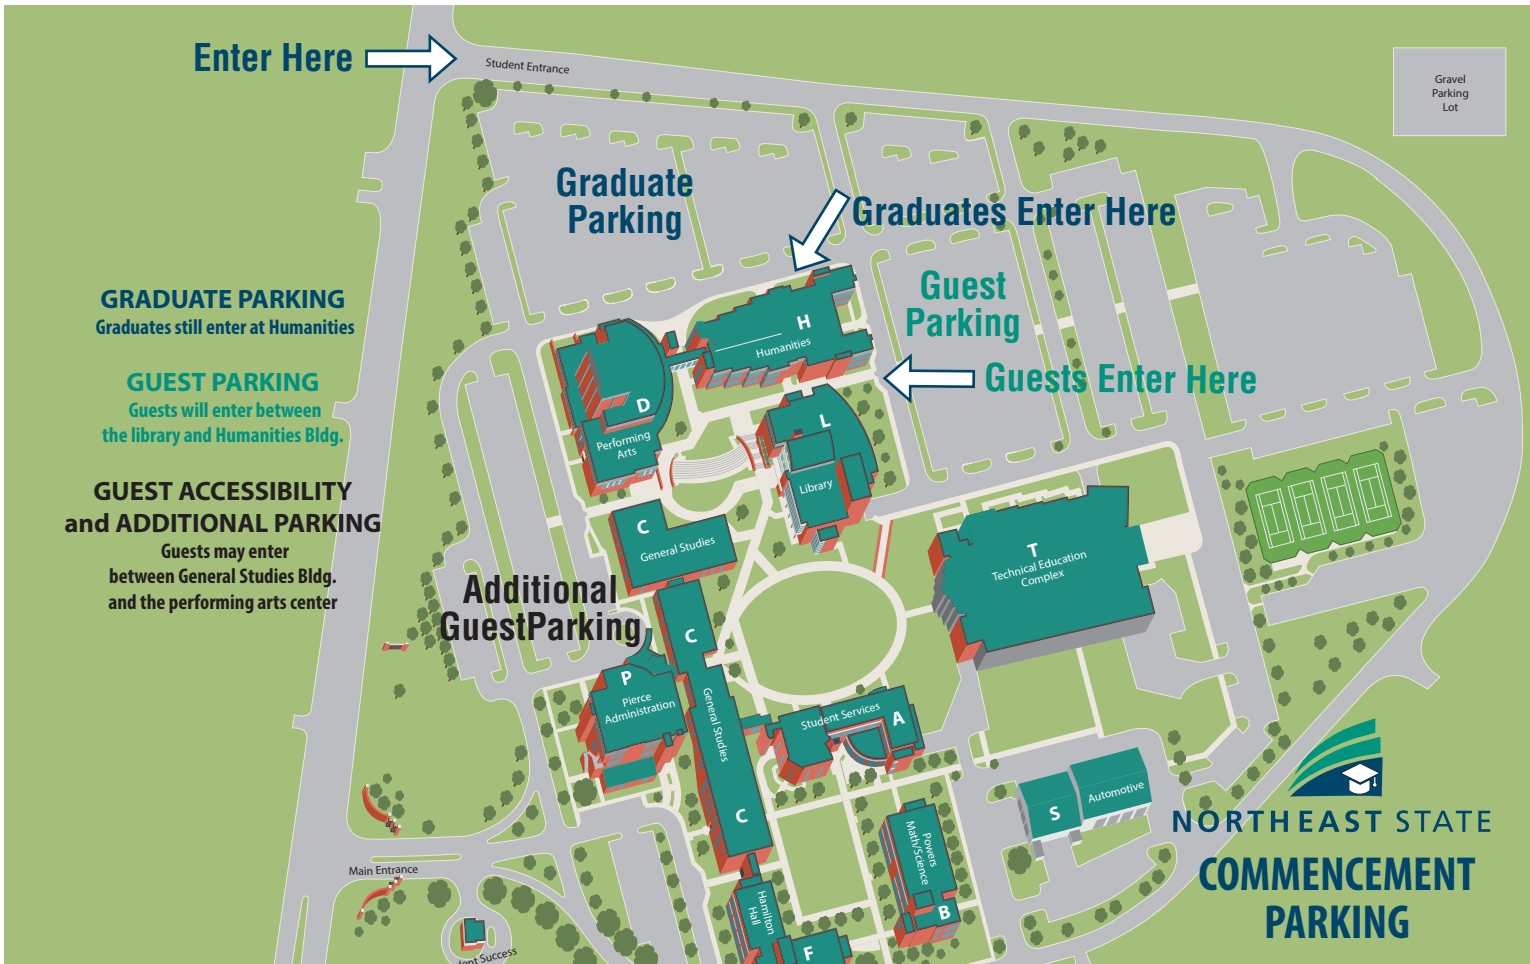 Enter Here
Student Entrance
Gravel
Parking
Lot
Graduate
Parking
Graduates Enter Here
Guest
Parking
Guests Enter Here
GRADUATE PARKING
Graduates still enter at Humanities
GUEST PARKING
Guests will enter between
the library and Humanities Bldg.
GUEST ACCESSIBILITY
and ADDITIONAL PARKING
Guests may enter
between General Studies Bldg.
and the performing arts center
H
Humanities
D
Performing
Arts
L
Library
C
General Studies
T
Technical Education
Complex
Additional
GuestParking
C
P
Pierce
Administration
General Studies
C
Student Services
A
S
Automotive
Powers
Math/Science
B
Hamilton
Hall
F
Main Entrance
dent Success
NORTHEAST STATE
COMMENCEMENT
PARKING